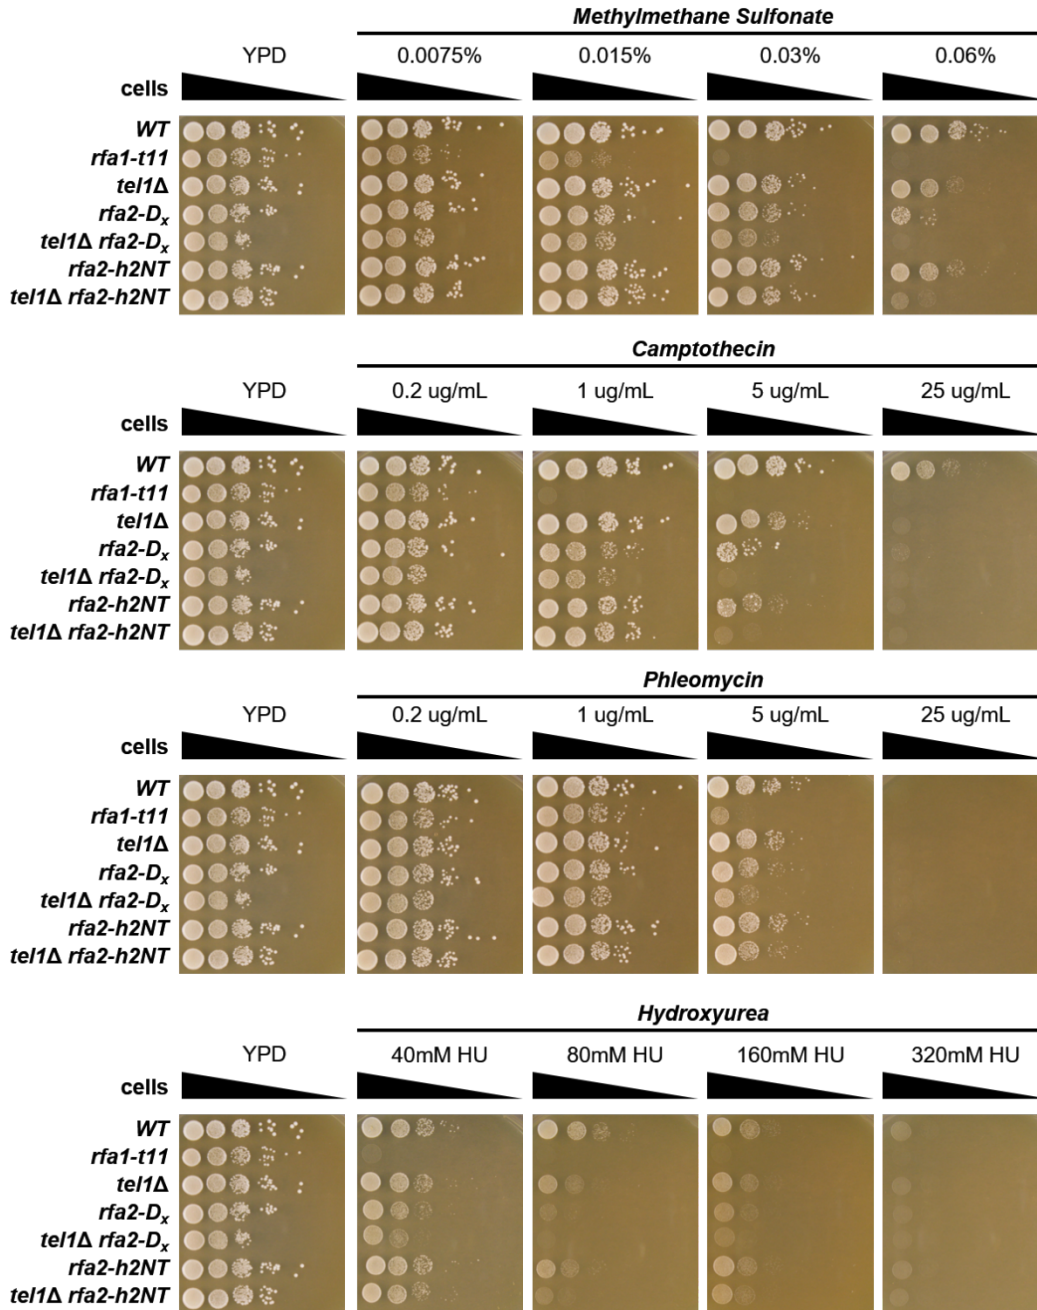 Methylmethane Sulfonate
YPD 0.0075% 0.015% 0.03% 0.06%
cells
WT
rfa1-t11
tel1Δ
rfa2-Dx
tel1Δ rfa2-Dx
rfa2-h2NT
tel1Δ rfa2-h2NT
Camptothecin
YPD 0.2 ug/mL 1 ug/mL 5 ug/mL 25 ug/mL
cells
WT
rfa1-t11
tel1Δ
rfa2-Dx
tel1Δ rfa2-Dx
rfa2-h2NT
tel1Δ rfa2-h2NT
Phleomycin
YPD 0.2 ug/mL 1 ug/mL 5 ug/mL 25 ug/mL
cells
WT
rfa1-t11
tel1Δ
rfa2-Dx
tel1Δ rfa2-Dx
rfa2-h2NT
tel1Δ rfa2-h2NT
Hydroxyurea
YPD 40mM HU 80mM HU 160mM HU 320mM HU
cells
WT
rfa1-t11
tel1Δ
rfa2-Dx
tel1Δ rfa2-Dx
rfa2-h2NT
tel1Δ rfa2-h2NT